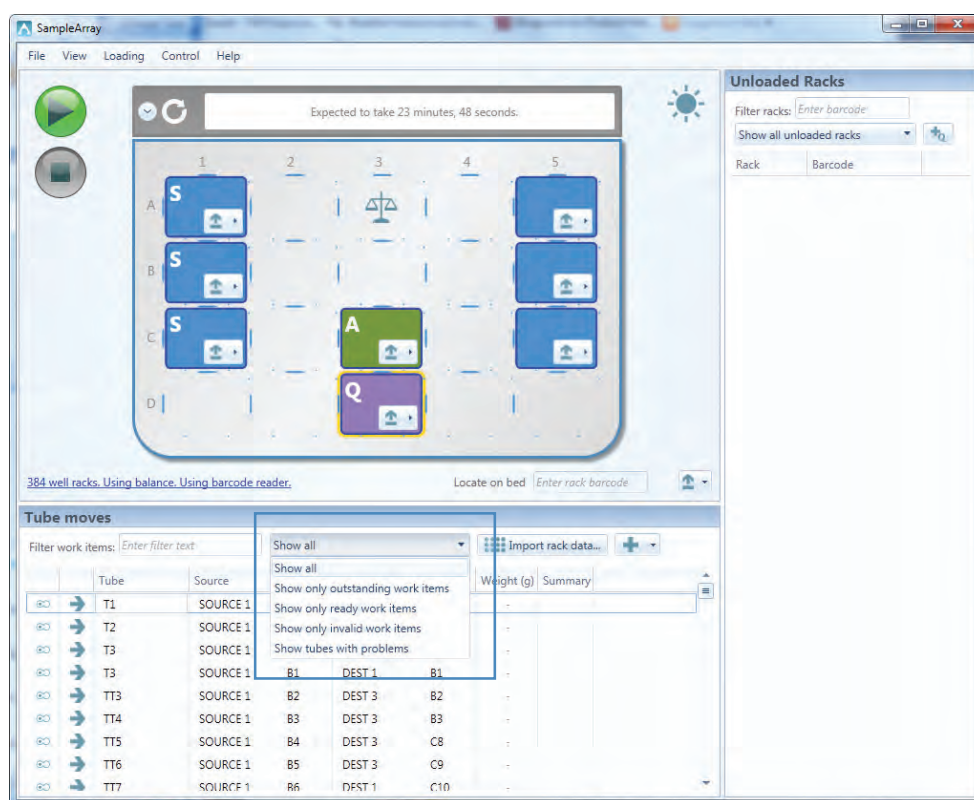 SampleArray
File View Loading Control Help
Expected to take 23 minutes, 48 seconds.
1 2 3 4 5
A S
B S
C S A
D Q
384 well racks. Using balance. Using barcode reader.
Locate on bed Enter rack barcode
Unloaded Racks
Filter racks: Enter barcode
Show all unloaded racks Q
Rack Barcode
Tube moves
Filter work items: Enter filter text Show all Import rack data...
Show all
Show only outstanding work items
Show only ready work items
Show only invalid work items
Show tubes with problems
Tube Source Weight (g) Summary
T1 SOURCE 1 -
T2 SOURCE 1 -
T3 SOURCE 1 -
T3 SOURCE 1 B1 DEST 1 B1 -
TT3 SOURCE 1 B2 DEST 3 B2 -
TT4 SOURCE 1 B3 DEST 3 B3 -
TT5 SOURCE 1 B4 DEST 3 C8 -
TT6 SOURCE 1 B5 DEST 3 C9 -
TT7 SOURCE 1 B6 DEST 1 C10 -